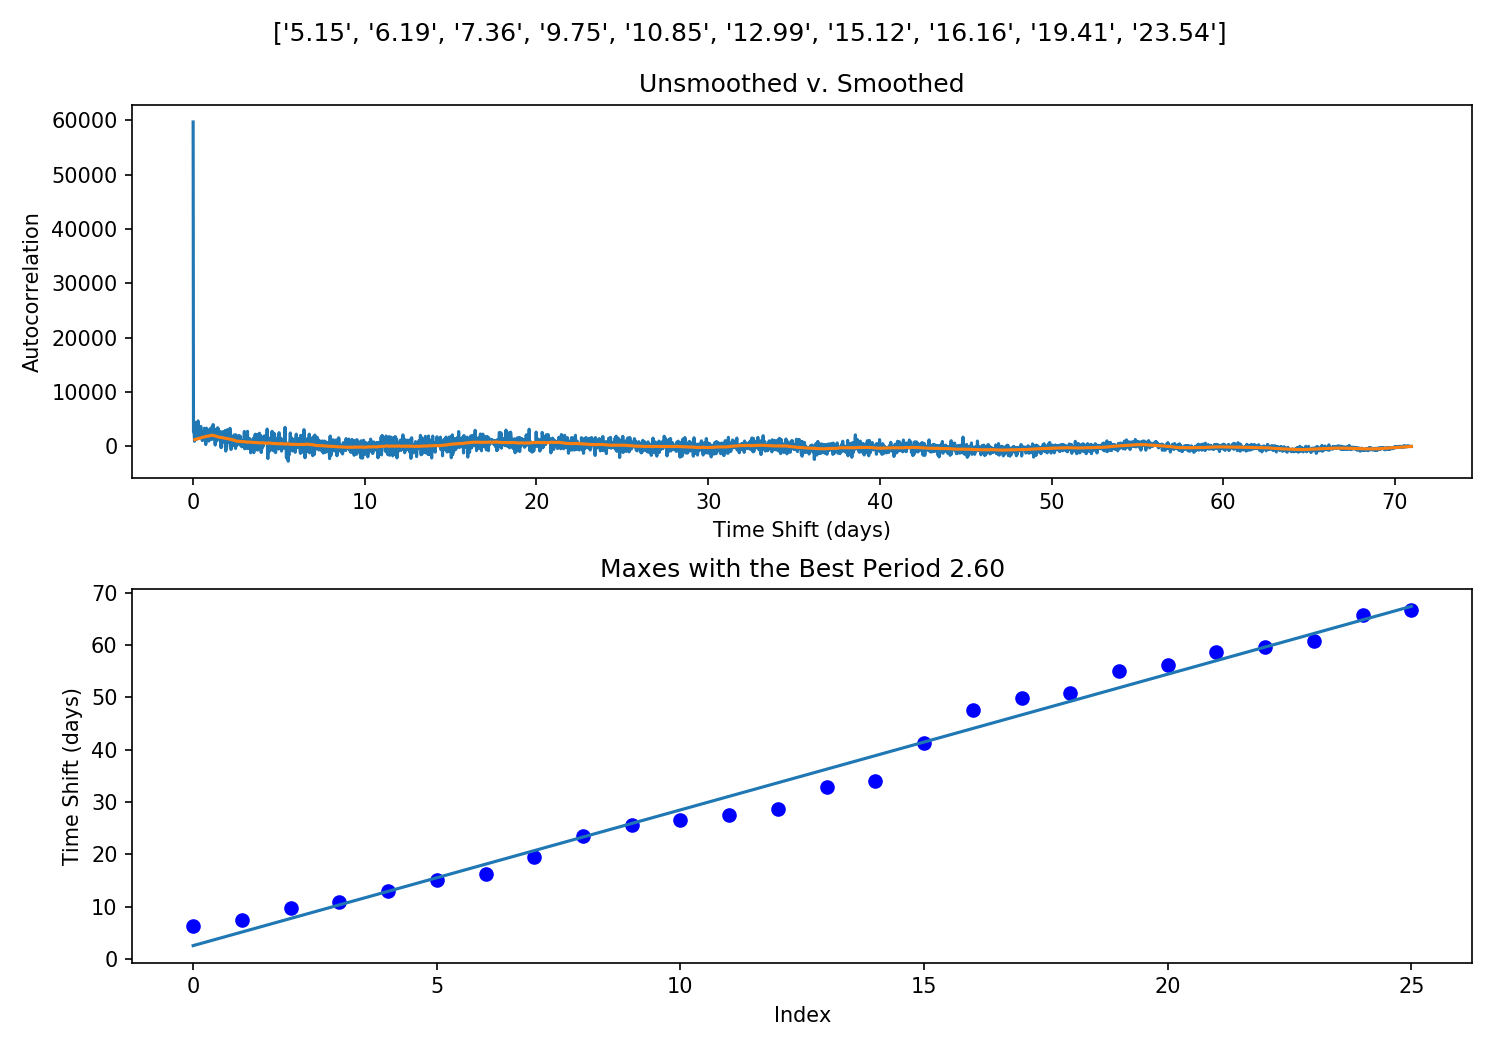 ['5.15', '6.19', '7.36', '9.75', '10.85', '12.99', '15.12', '16.16', '19.41', '23.54']
Unsmoothed v. Smoothed
60000
50000
40000
30000
20000
10000
0
Autocorrelation
0 10 20 30 40 50 60 70
Time Shift (days)
Maxes with the Best Period 2.60
70
60
50
40
30
20
10
0
Time Shift (days)
0 5 10 15 20 25
Index